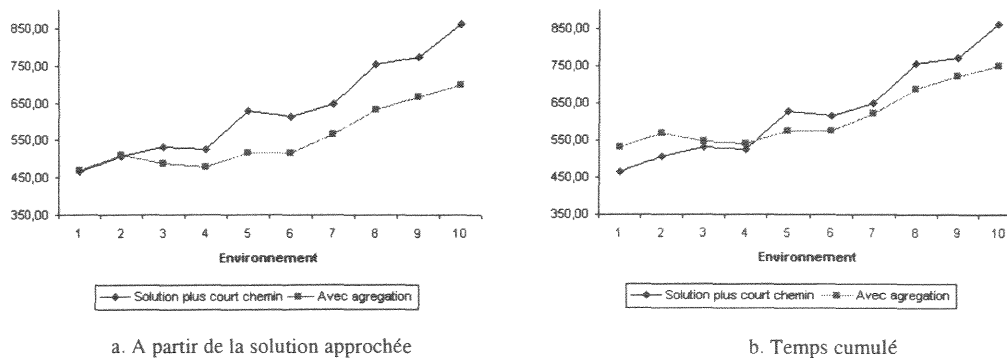 850,00
750,00
650,00
550,00
450,00
350,00
1 2 3 4 5 6 7 8 9 10
Environnement
Solution plus court chemin Avec agregation
a. A partir de la solution approchée
850,00
750,00
650,00
550,00
450,00
350,00
1 2 3 4 5 6 7 8 9 10
Environnement
Solution plus court chemin Avec agregation
b. Temps cumulé